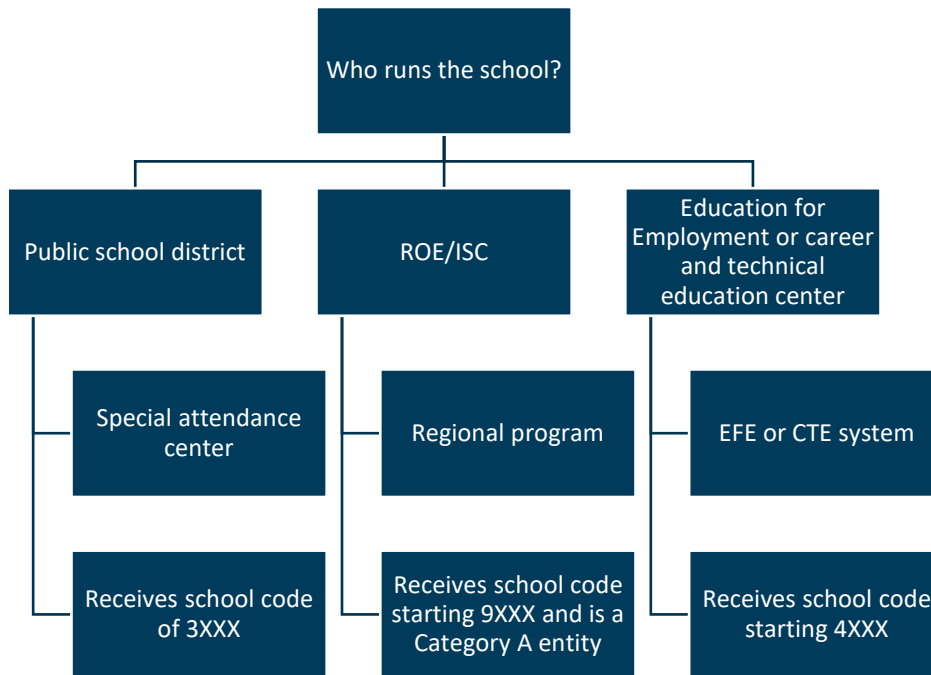 Who runs the school?
Public school district
ROE/ISC
Education for
Employment or career
and technical
education center
Special attendance
center
Regional program
EFE or CTE system
Receives school code
of 3XXX
Receives school code
starting 9XXX and is a
Category A entity
Receives school code
starting 4XXX